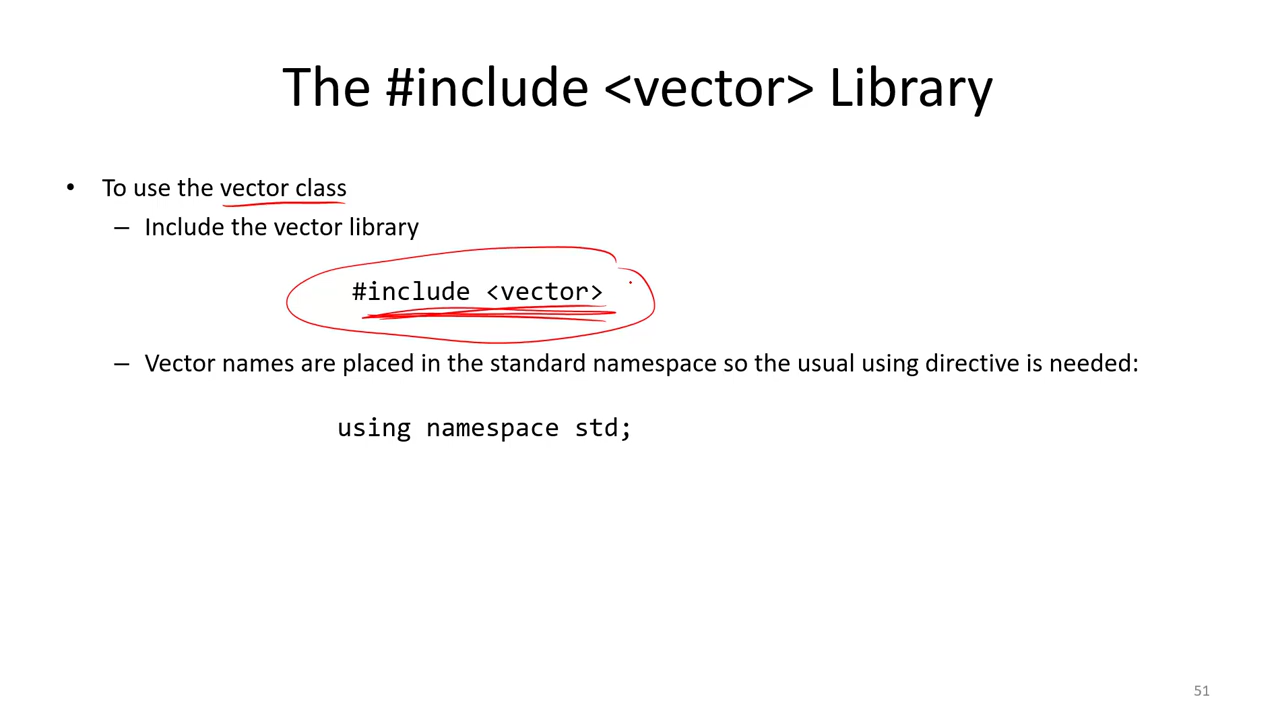 The #include <vector> Library
• To use the vector class
– Include the vector library
#include <vector>
– Vector names are placed in the standard namespace so the usual using directive is needed:
using namespace std;
51